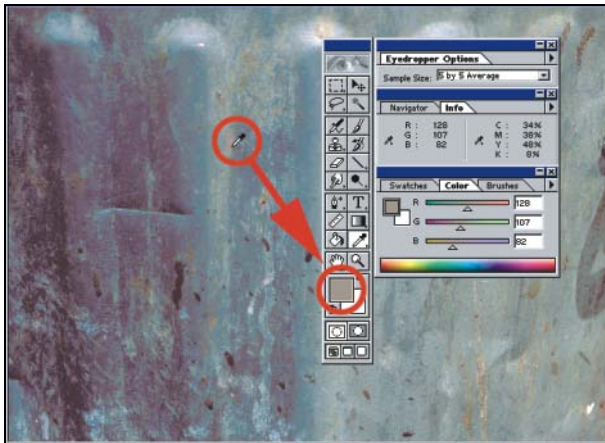 Eyedropper Options
Sample Size: 5 by 5 Average
Navigator Info
R : 128 C : 34%
G : 107 M : 38%
B : 82 Y : 48%
K : 8%
Swatches Color Brushes
R 128
G 107
B 82